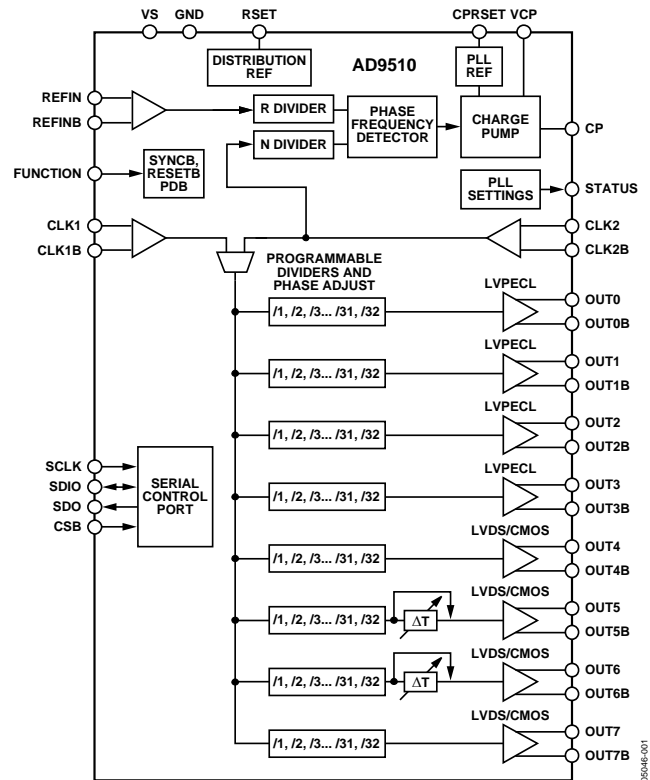 VS GND RSET CPRSET VCP
DISTRIBUTION
REF
AD9510
PLL
REF
REFIN
REFINB
R DIVIDER
N DIVIDER
PHASE
FREQUENCY
DETECTOR
CHARGE
PUMP
CP
FUNCTION
SYNCB,
RESETB
PDB
PLL
SETTINGS
STATUS
CLK1
CLK1B
CLK2
CLK2B
PROGRAMMABLE
DIVIDERS AND
PHASE ADJUST
/1, /2, /3... /31, /32
LVPECL
OUT0
OUT0B
/1, /2, /3... /31, /32
LVPECL
OUT1
OUT1B
/1, /2, /3... /31, /32
LVPECL
OUT2
OUT2B
/1, /2, /3... /31, /32
LVPECL
OUT3
OUT3B
SCLK
SDIO
SDO
CSB
SERIAL
CONTROL
PORT
/1, /2, /3... /31, /32
LVDS/CMOS
OUT4
OUT4B
/1, /2, /3... /31, /32
ΔT
LVDS/CMOS
OUT5
OUT5B
/1, /2, /3... /31, /32
ΔT
LVDS/CMOS
OUT6
OUT6B
/1, /2, /3... /31, /32
LVDS/CMOS
OUT7
OUT7B
05046-001